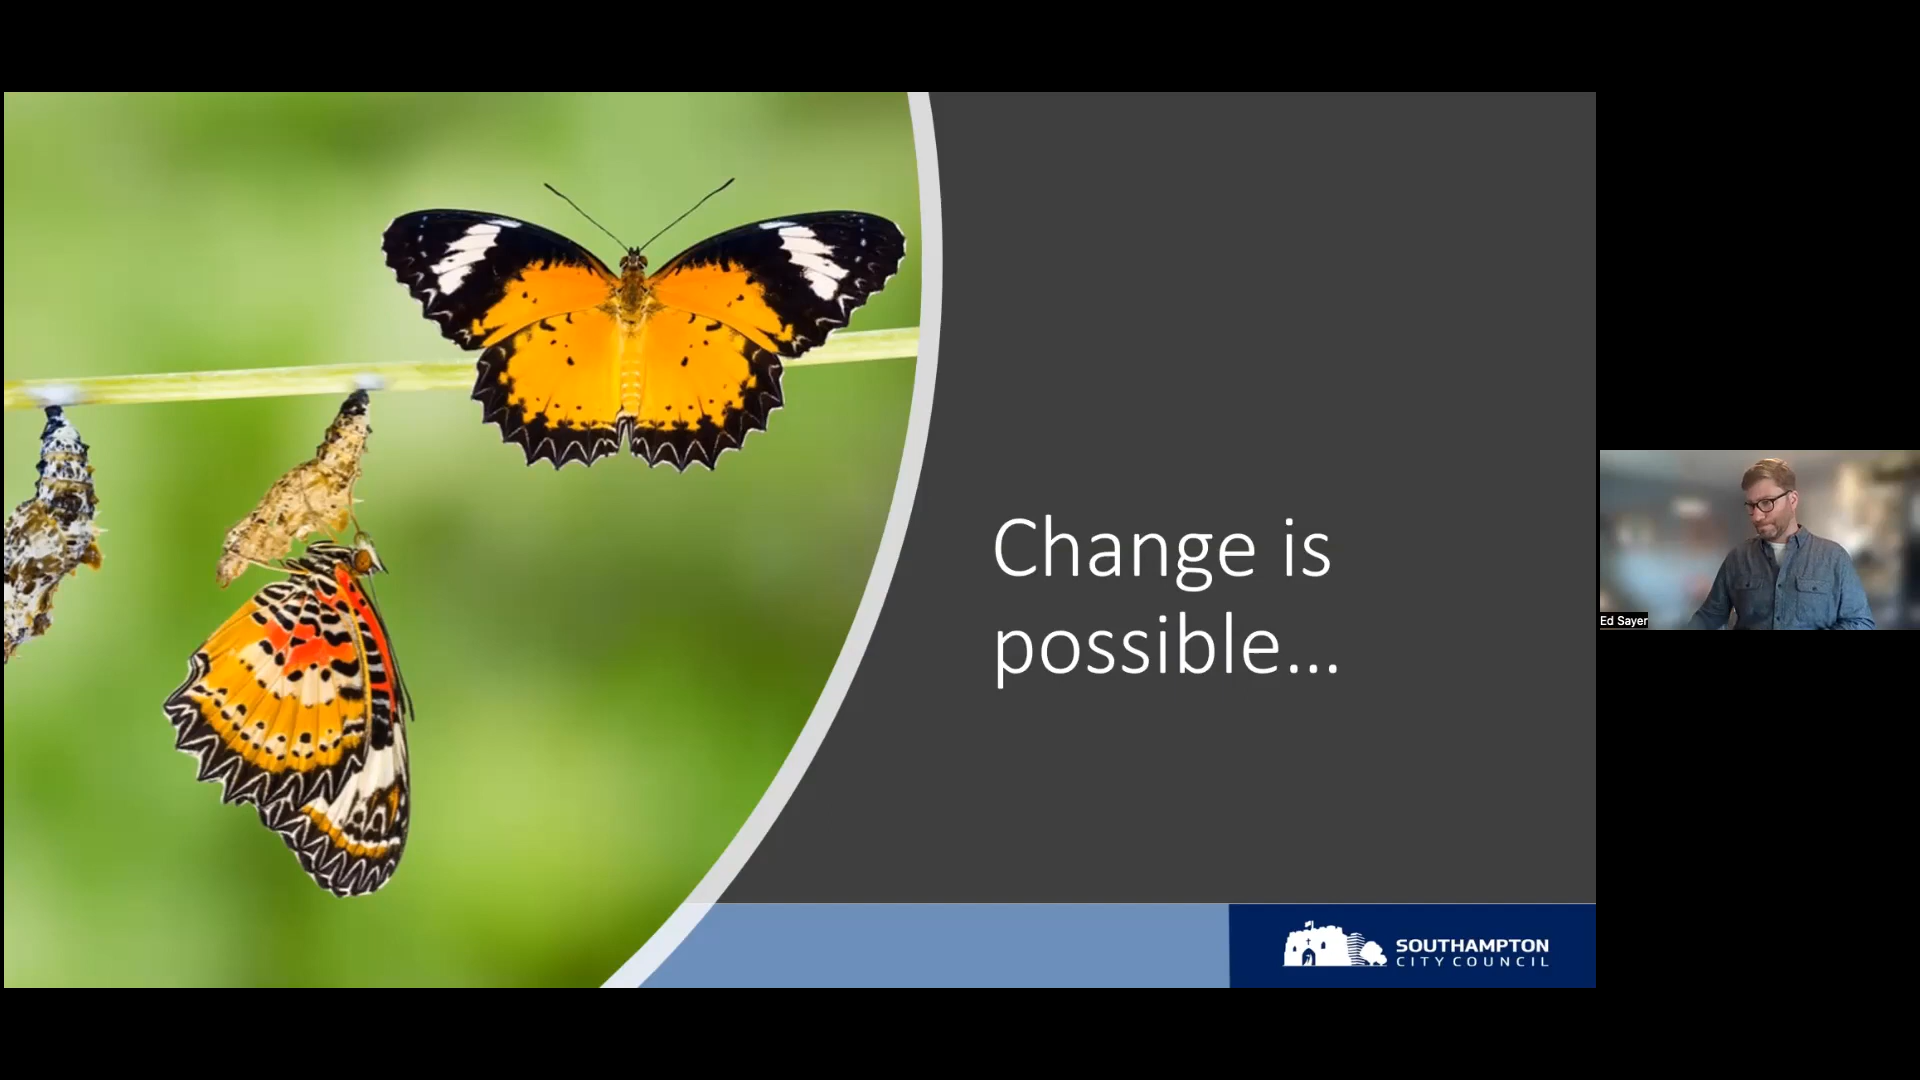 Change is
possible...
SOUTHAMPTON
CITY COUNCIL
Ed Sayer